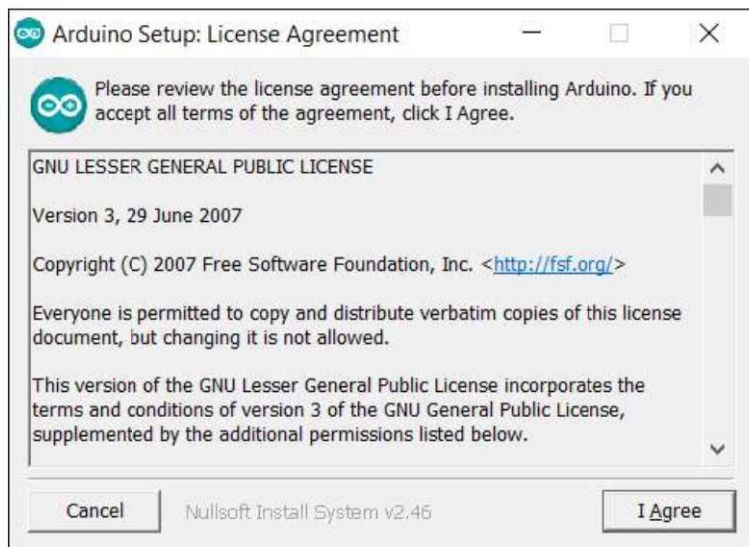 Arduino Setup: License Agreement
Please review the license agreement before installing Arduino. If you
accept all terms of the agreement, click I Agree.
GNU LESSER GENERAL PUBLIC LICENSE
Version 3, 29 June 2007
Copyright (C) 2007 Free Software Foundation, Inc. <http://fsf.org/>
Everyone is permitted to copy and distribute verbatim copies of this license
document, but changing it is not allowed.
This version of the GNU Lesser General Public License incorporates the
terms and conditions of version 3 of the GNU General Public License,
supplemented by the additional permissions listed below.
Cancel
Nullsoft Install System v2.46
I Agree